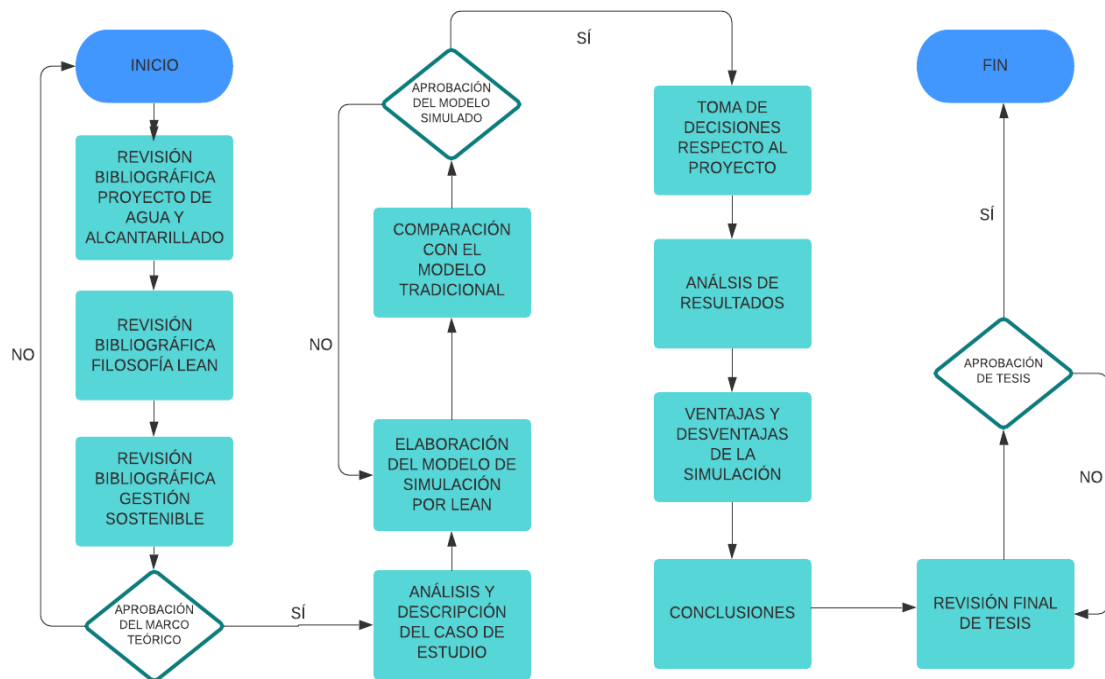 INICIO
REVISIÓN
BIBLIOGRÁFICA
PROYECTO DE
AGUA Y
ALCANTARILLADO
REVISIÓN
BIBLIOGRÁFICA
FILOSOFÍA LEAN
REVISIÓN
BIBLIOGRÁFICA
GESTIÓN
SOSTENIBLE
APROBACIÓN
DEL MARCO
TEÓRICO
NO
SÍ
ANÁLISIS Y
DESCRIPCIÓN
DEL CASO DE
ESTUDIO
ELABORACIÓN
DEL MODELO DE
SIMULACIÓN
POR LEAN
COMPARACIÓN
CON EL
MODELO
TRADICIONAL
APROBACIÓN
DEL MODELO
SIMULADO
NO
SÍ
TOMA DE
DECISIONES
RESPECTO AL
PROYECTO
ANÁLSIS DE
RESULTADOS
VENTAJAS Y
DESVENTAJAS
DE LA
SIMULACIÓN
CONCLUSIONES
REVISIÓN FINAL
DE TESIS
APROBACIÓN
DE TESIS
NO
SÍ
FIN